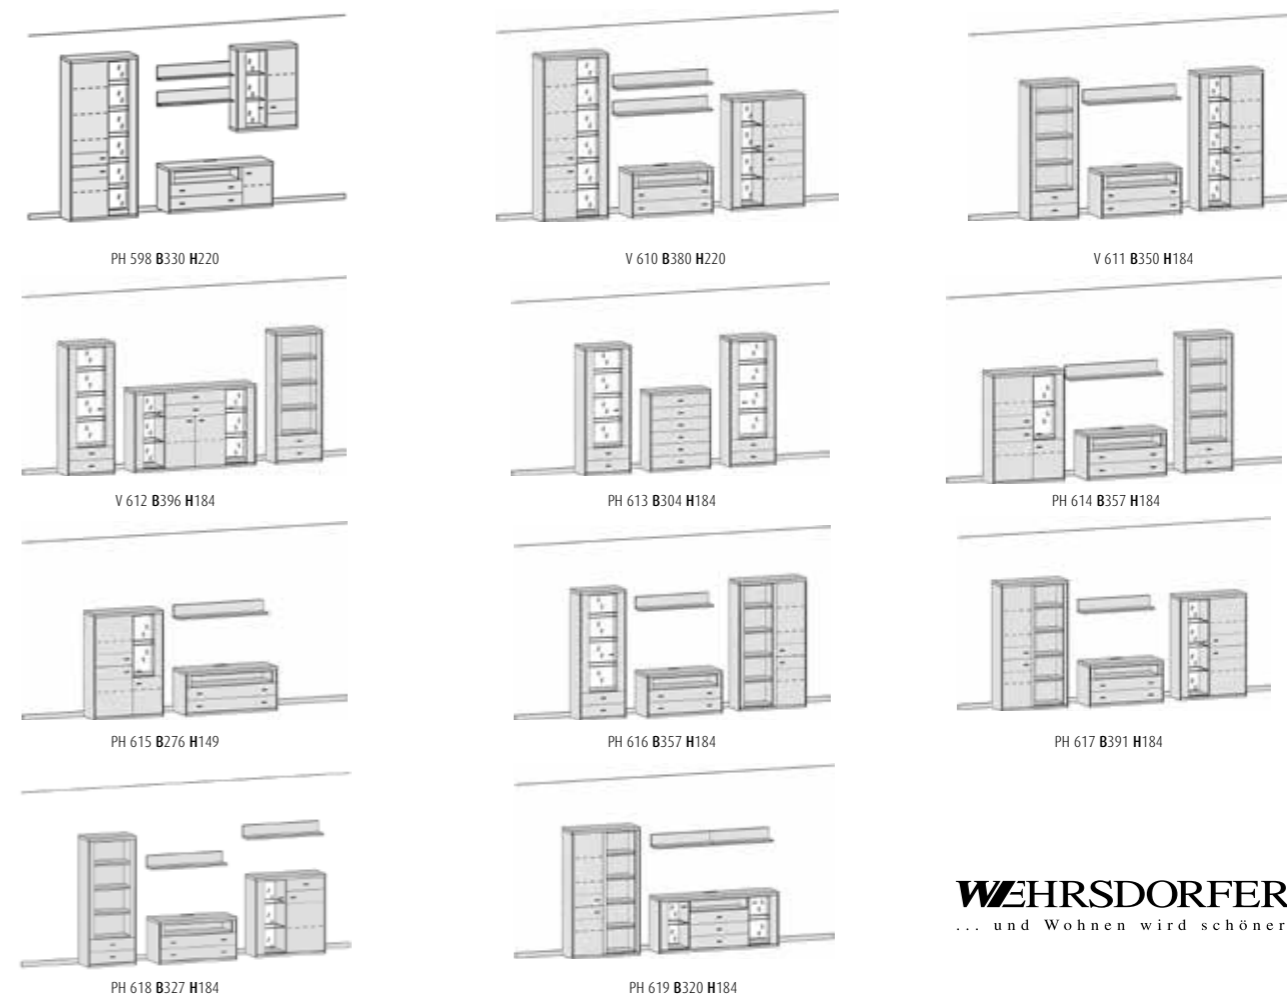 PH 598 B330 H220
V 610 B380 H220
V 611 B350 H184
V 612 B396 H184
PH 613 B304 H184
PH 614 B357 H184
PH 615 B276 H149
PH 616 B357 H184
PH 617 B391 H184
PH 618 B327 H184
PH 619 B320 H184
WEHRSDORFER
... und Wohnen wird schöner